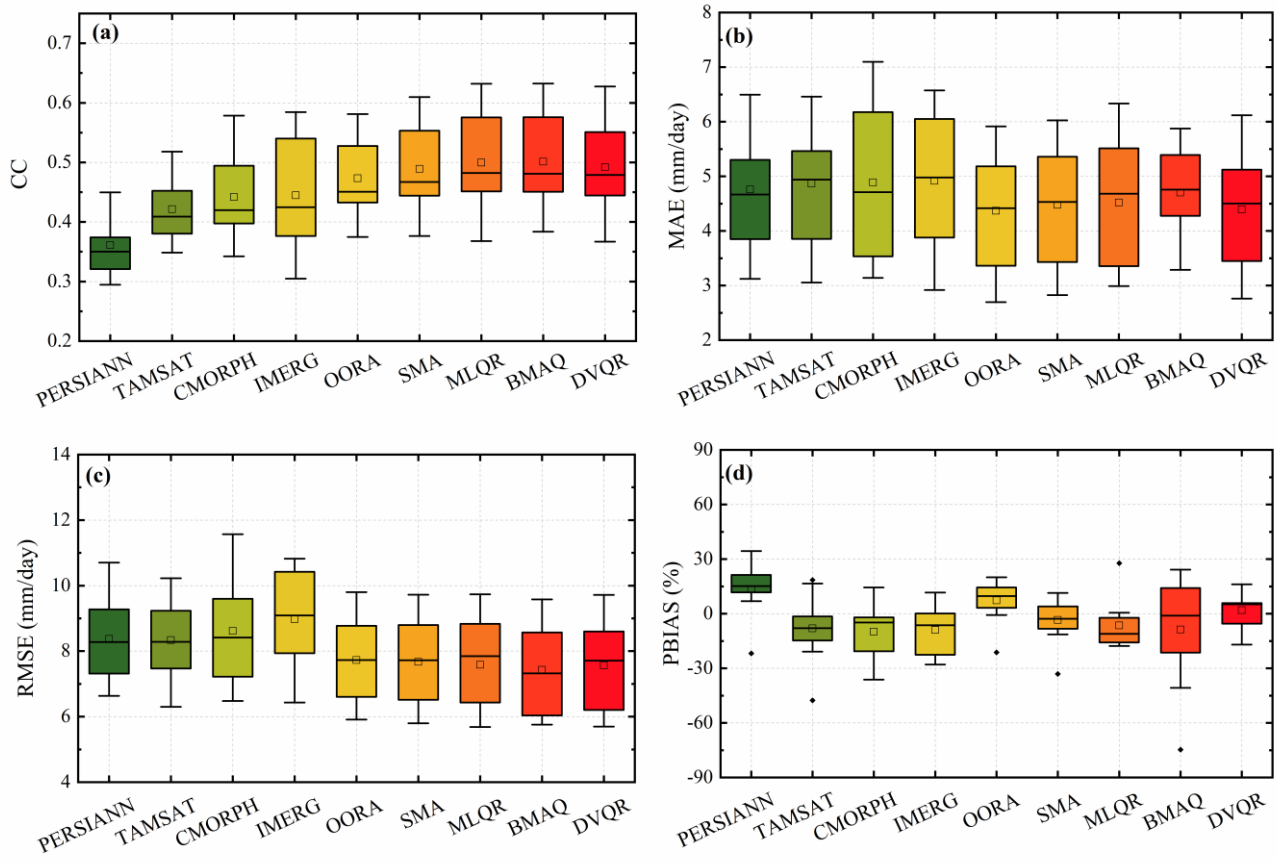 (a)
CC
0.7
0.6
0.5
0.4
0.3
0.2
PERSIANN
TAMSAT
CMORPH
IMERG
OORA
SMA
MLQR
BMAQ
DVQR
(b)
MAE (mm/day)
8
7
6
5
4
3
2
PERSIANN
TAMSAT
CMORPH
IMERG
OORA
SMA
MLQR
BMAQ
DVQR
(c)
RMSE (mm/day)
14
12
10
8
6
4
PERSIANN
TAMSAT
CMORPH
IMERG
OORA
SMA
MLQR
BMAQ
DVQR
(d)
PBIAS (%)
90
60
30
0
-30
-60
-90
PERSIANN
TAMSAT
CMORPH
IMERG
OORA
SMA
MLQR
BMAQ
DVQR